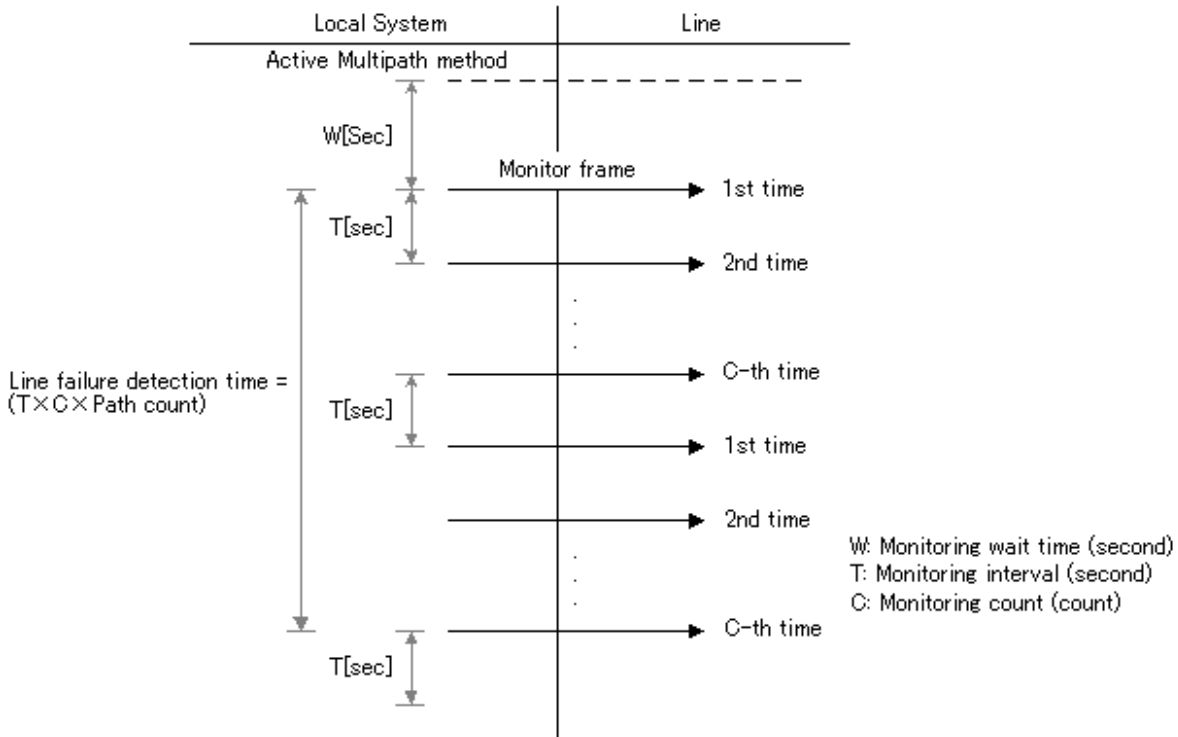 Local System
Line
Active Multipath method
W[Sec]
Monitor frame
1st time
T[sec]
2nd time
C-th time
Line failure detection time =
(T×C×Path count)
T[sec]
1st time
2nd time
W: Monitoring wait time (second)
T: Monitoring interval (second)
C: Monitoring count (count)
C-th time
T[sec]